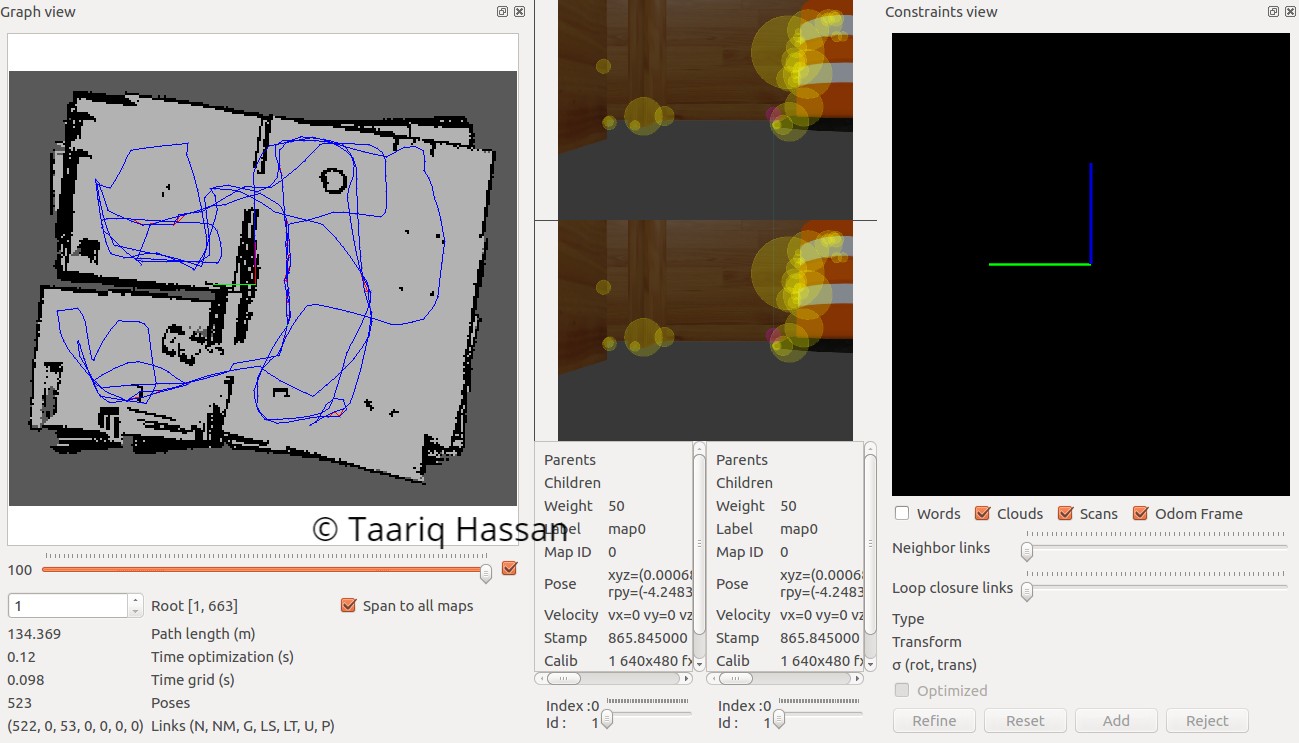 Graph view
Constraints view
© Taariq Hassan
100
1
Root [1, 663]
Span to all maps
134.369
Path length (m)
0.12
Time optimization (s)
0.098
Time grid (s)
523
Poses
(522, 0, 53, 0, 0, 0, 0)
Links (N, NM, G, LS, LT, U, P)
Parents
Children
Weight 50
Label map0
Map ID 0
Pose xyz=(0.00068
rpy=(-4.2483
Velocity vx=0 vy=0 vz
Stamp 865.845000
Calib 1 640x480 fx
Index :0
Id : 1
Parents
Children
Weight 50
Label map0
Map ID 0
Pose xyz=(0.00068
rpy=(-4.2483
Velocity vx=0 vy=0 vz
Stamp 865.845000
Calib 1 640x480 fx
Index :0
Id : 1
Words Clouds Scans Odom Frame
Neighbor links
Loop closure links
Type
Transform
σ (rot, trans)
Optimized
Refine Reset Add Reject